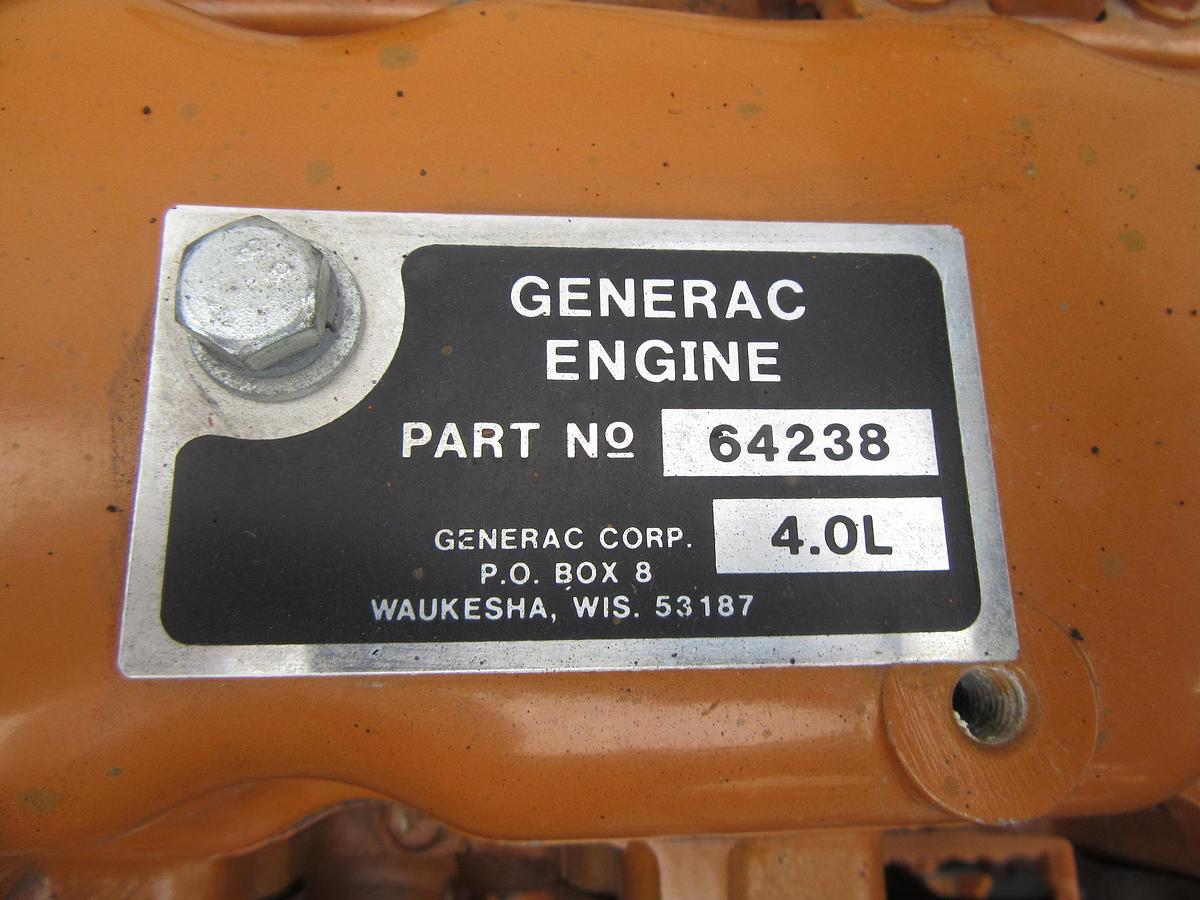 GENERAC
ENGINE
PART Nº 64238
4.0L
GENERAC CORP.
P.O. BOX 8
WAUKESHA, WIS. 53187